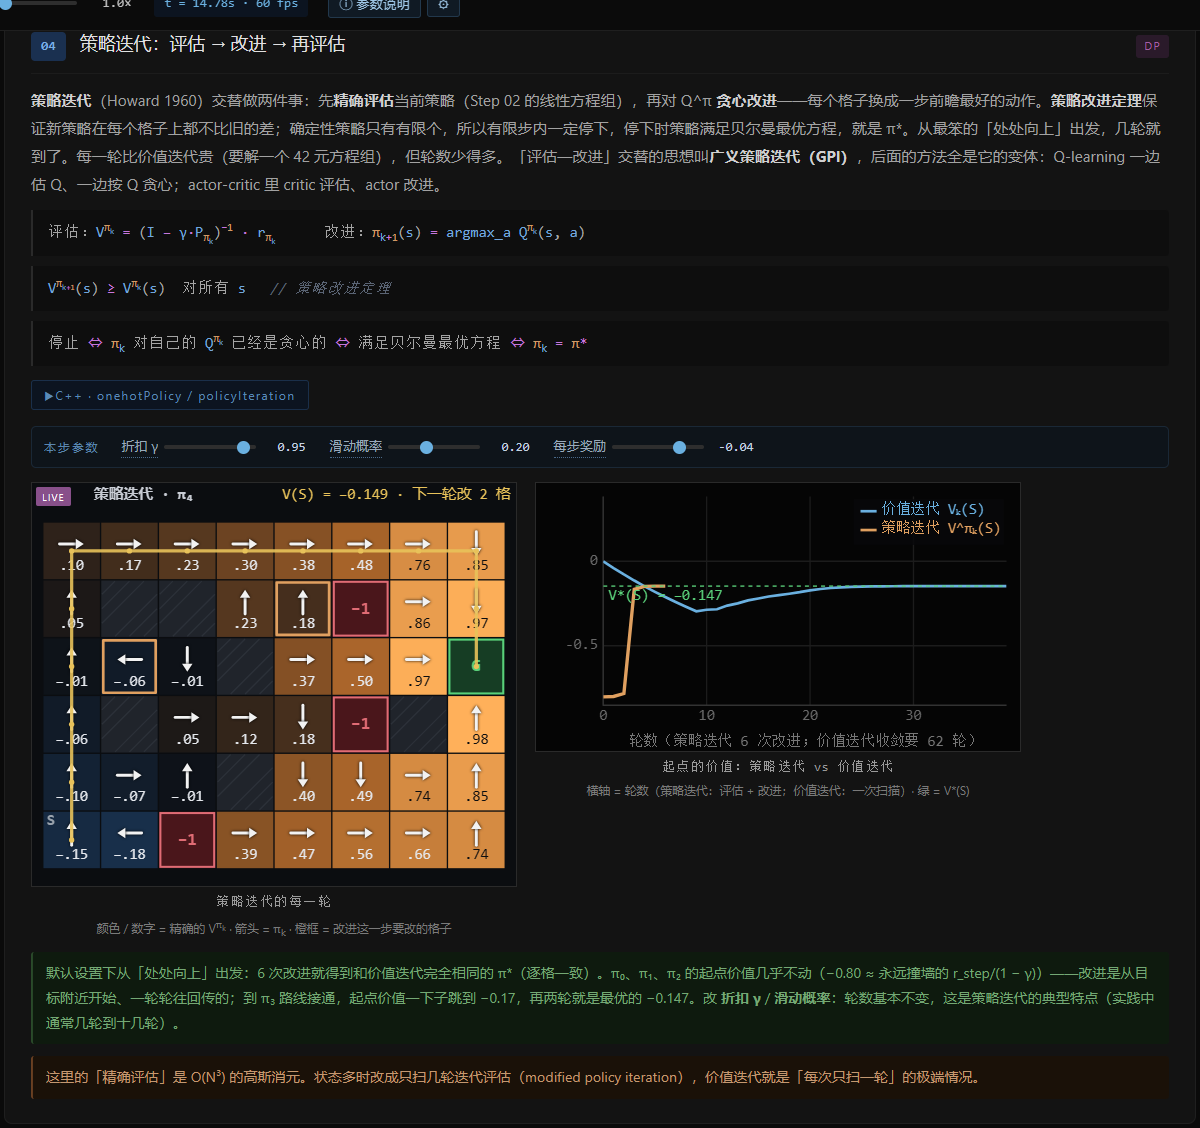 1.0x t = 14.78s · 60 fps ⓘ 参数说明 ⚙
04 策略迭代：评估 → 改进 → 再评估 DP
策略迭代（Howard 1960）交替做两件事：先精确评估当前策略（Step 02 的线性方程组），再对 Q^π 贪心改进——每个格子换成一步前瞻最好的动作。策略改进定理保
证新策略在每个格子上都不比旧的差；确定性策略只有有限个，所以有限步内一定停下，停下时策略满足贝尔曼最优方程，就是 π*。从最笨的「处处向上」出发，几轮就
到了。每一轮比价值迭代贵（要解一个 42 元方程组），但轮数少得多。「评估—改进」交替的思想叫广义策略迭代（GPI），后面的方法全是它的变体：Q-learning 一边
估 Q、一边按 Q 贪心；actor-critic 里 critic 评估、actor 改进。
评估：V^πₖ = (I − γ·P_πₖ)⁻¹ · r_πₖ 改进：πₖ₊₁(s) = argmax_a Q^πₖ(s, a)
V^πₖ₊₁(s) ≥ V^πₖ(s) 对所有 s // 策略改进定理
停止 ⇔ πₖ 对自己的 Q^πₖ 已经是贪心的 ⇔ 满足贝尔曼最优方程 ⇔ πₖ = π*
▶C++ · onehotPolicy / policyIteration
本步参数 折扣 γ 0.95 滑动概率 0.20 每步奖励 -0.04
LIVE 策略迭代 · π₄ V(S) = −0.149 · 下一轮改 2 格
.10 .17 .23 .30 .38 .48 .76 .85
.05 .23 .18 −1 .86 .97
−.01 −.06 −.01 .37 .50 .97 G
−.06 .05 .12 .18 −1 .98
−.10 −.07 −.01 .40 .49 .74 .85
S −.15 −.18 −1 .39 .47 .56 .66 .74
策略迭代的每一轮
颜色 / 数字 = 精确的 V^πₖ · 箭头 = πₖ · 橙框 = 改进这一步要改的格子
价值迭代 Vₖ(S)
策略迭代 V^πₖ(S)
0
V*(S) = −0.147
-0.5
0 10 20 30
轮数（策略迭代 6 次改进；价值迭代收敛要 62 轮）
起点的价值：策略迭代 vs 价值迭代
横轴 = 轮数（策略迭代：评估 + 改进；价值迭代：一次扫描）· 绿 = V*(S)
默认设置下从「处处向上」出发：6 次改进就得到和价值迭代完全相同的 π*（逐格一致）。π₀、π₁、π₂ 的起点价值几乎不动（−0.80 ≈ 永远撞墙的 r_step/(1 − γ)）——改进是从目
标附近开始、一轮轮往回传的；到 π₃ 路线接通，起点价值一下子跳到 −0.17，再两轮就是最优的 −0.147。改 折扣 γ / 滑动概率：轮数基本不变，这是策略迭代的典型特点（实践中
通常几轮到十几轮）。
这里的「精确评估」是 O(N³) 的高斯消元。状态多时改成只扫几轮迭代评估（modified policy iteration），价值迭代就是「每次只扫一轮」的极端情况。